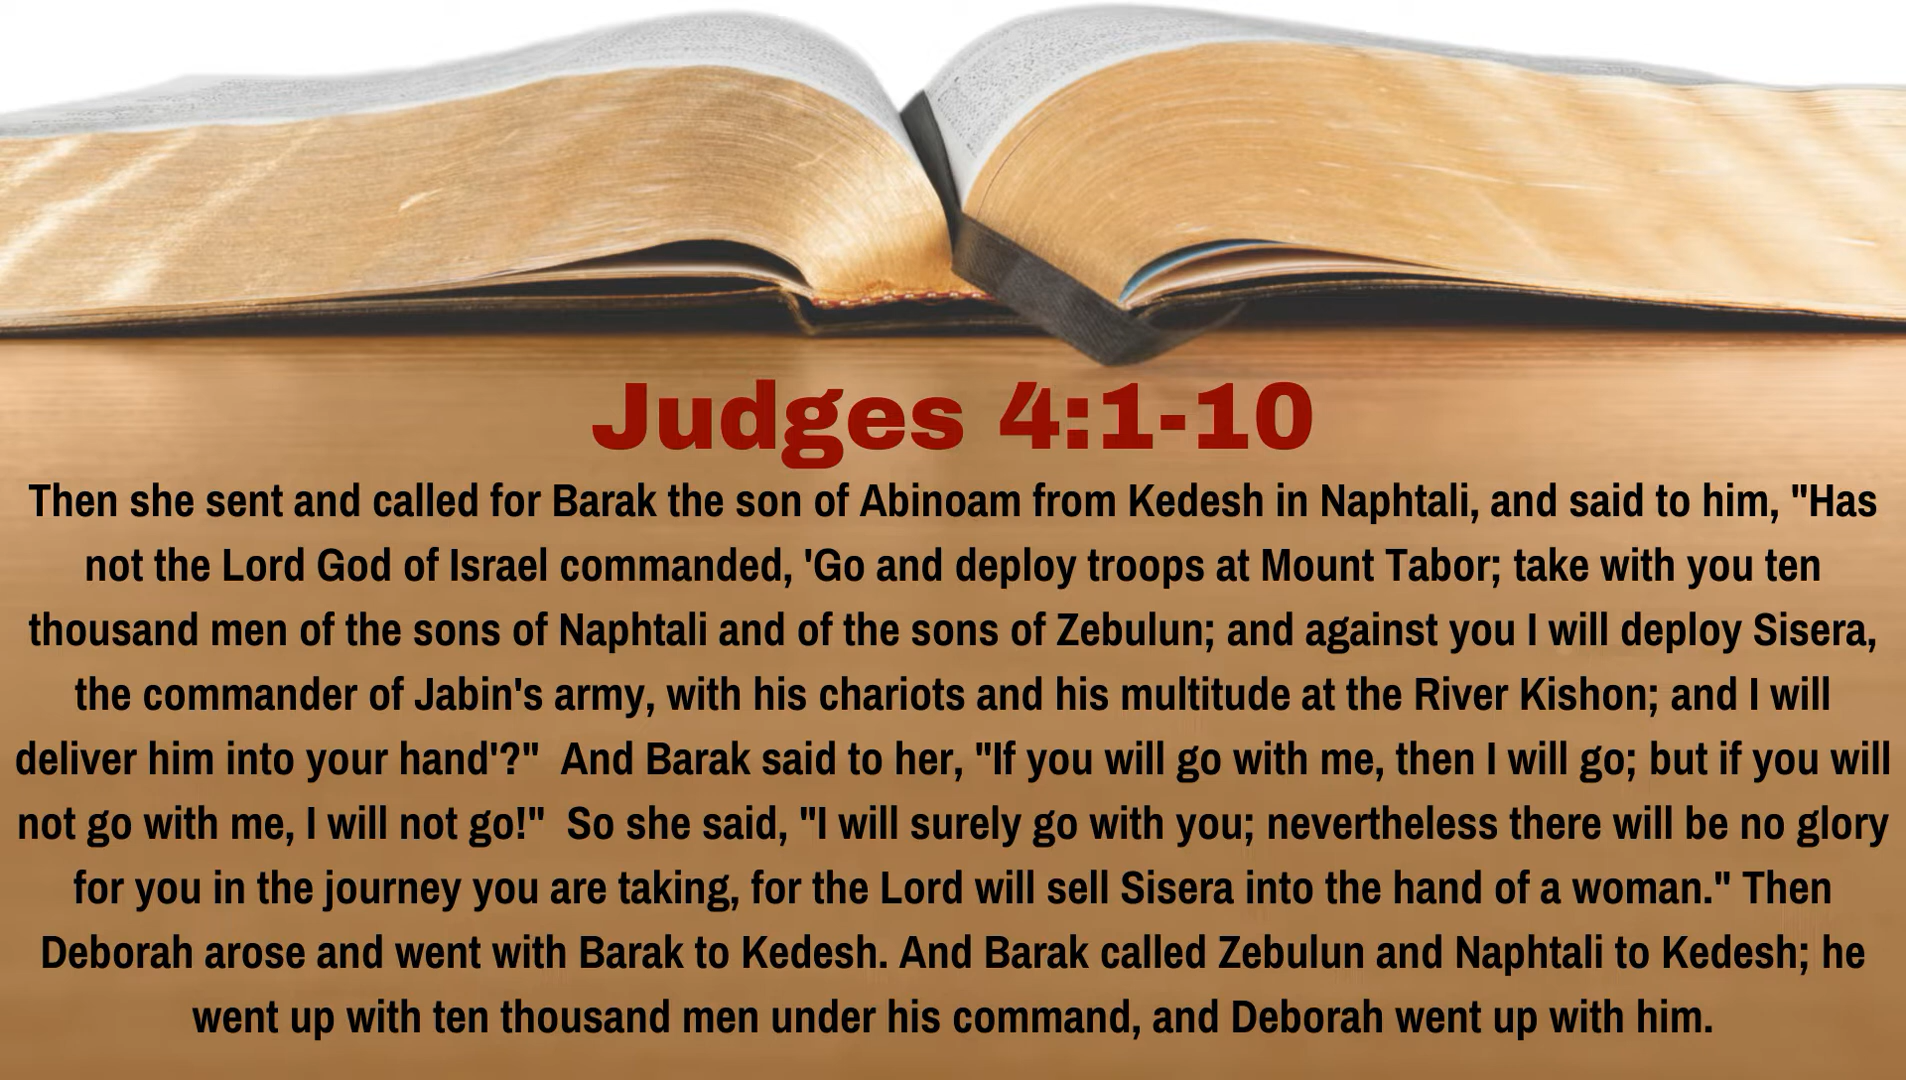 Judges 4:1-10
Then she sent and called for Barak the son of Abinoam from Kedesh in Naphtali, and said to him, "Has
not the Lord God of Israel commanded, 'Go and deploy troops at Mount Tabor; take with you ten
thousand men of the sons of Naphtali and of the sons of Zebulun; and against you I will deploy Sisera,
the commander of Jabin's army, with his chariots and his multitude at the River Kishon; and I will
deliver him into your hand'?"  And Barak said to her, "If you will go with me, then I will go; but if you will
not go with me, I will not go!"  So she said, "I will surely go with you; nevertheless there will be no glory
for you in the journey you are taking, for the Lord will sell Sisera into the hand of a woman." Then
Deborah arose and went with Barak to Kedesh. And Barak called Zebulun and Naphtali to Kedesh; he
went up with ten thousand men under his command, and Deborah went up with him.